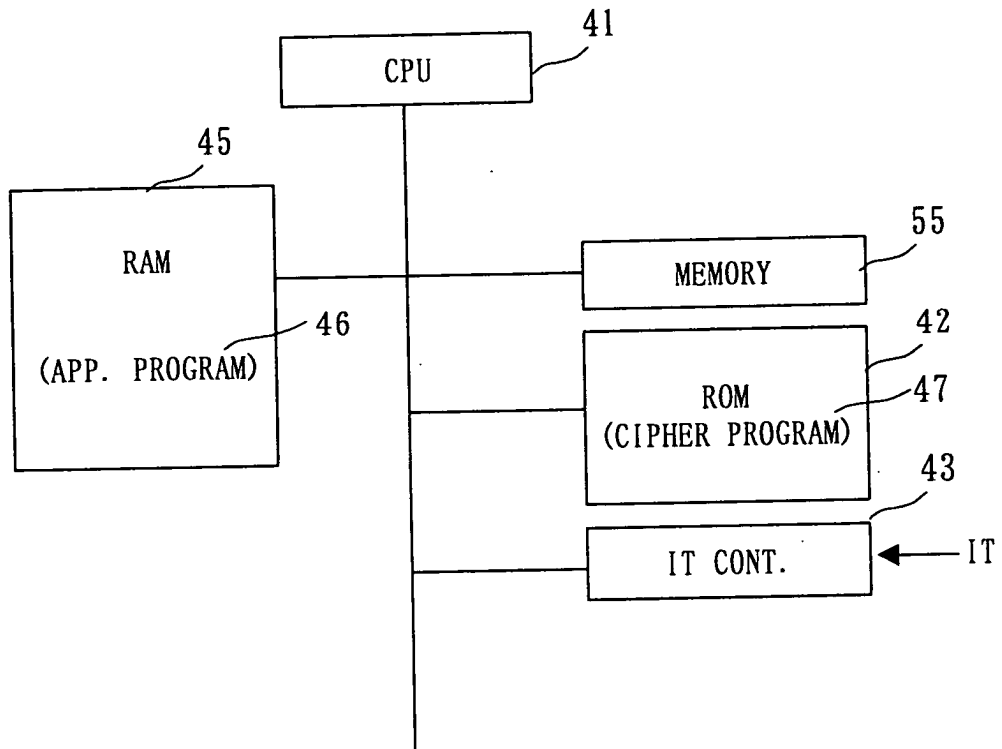 41
CPU
45
RAM
46
(APP. PROGRAM)
55
MEMORY
42
ROM
47
(CIPHER PROGRAM)
43
IT CONT.
IT